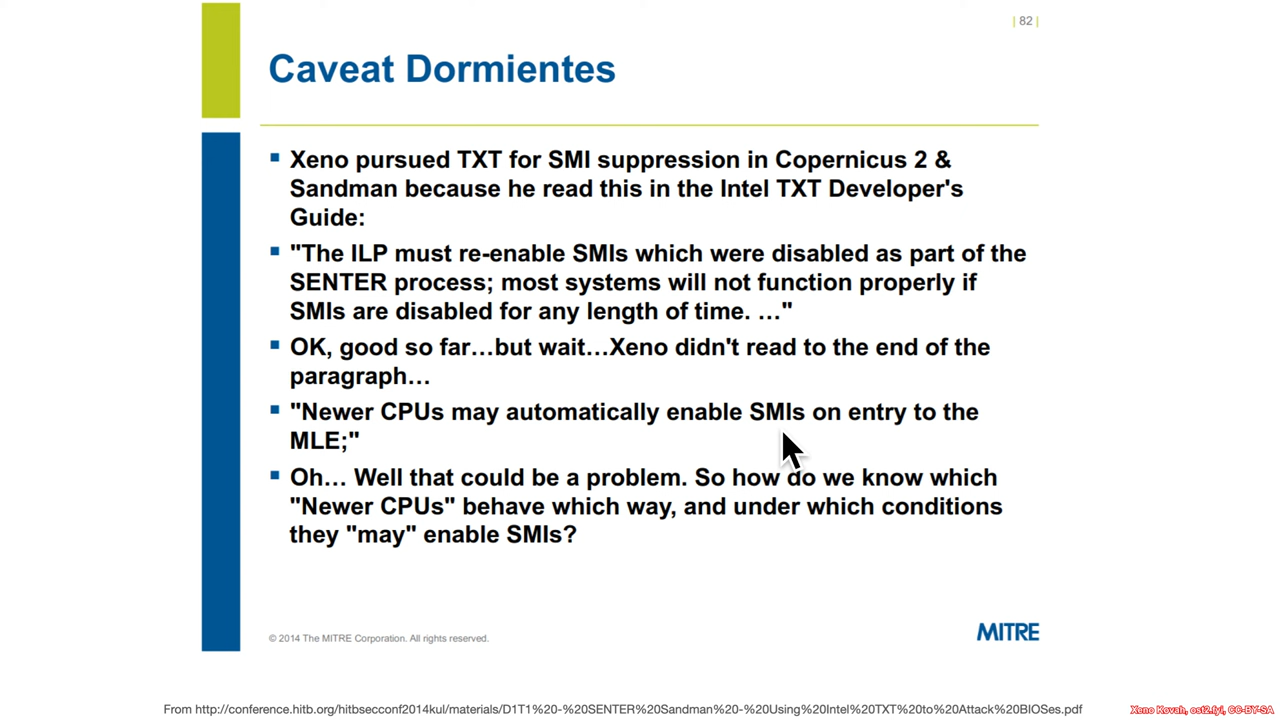 | 82 |
Caveat Dormientes
Xeno pursued TXT for SMI suppression in Copernicus 2 &
Sandman because he read this in the Intel TXT Developer's
Guide:
"The ILP must re-enable SMIs which were disabled as part of the
SENTER process; most systems will not function properly if
SMIs are disabled for any length of time. …"
OK, good so far…but wait…Xeno didn't read to the end of the
paragraph…
"Newer CPUs may automatically enable SMIs on entry to the
MLE;"
Oh… Well that could be a problem. So how do we know which
"Newer CPUs" behave which way, and under which conditions
they "may" enable SMIs?
© 2014 The MITRE Corporation. All rights reserved.
MITRE
From http://conference.hitb.org/hitbsecconf2014kul/materials/D1T1%20-%20SENTER%20Sandman%20-%20Using%20Intel%20TXT%20to%20Attack%20BIOSes.pdf
Xeno Kovah, ost2.fyi, CC-BY-SA